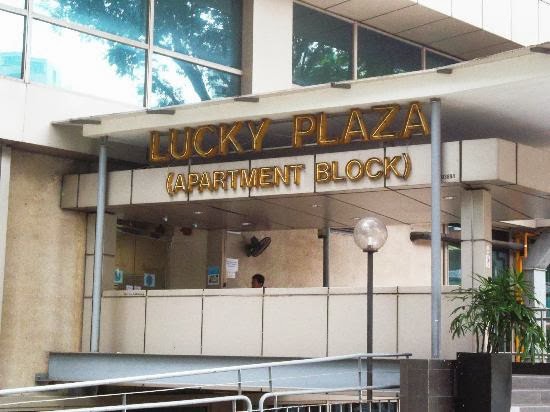 LUCKY PLAZA
(APARTMENT BLOCK)